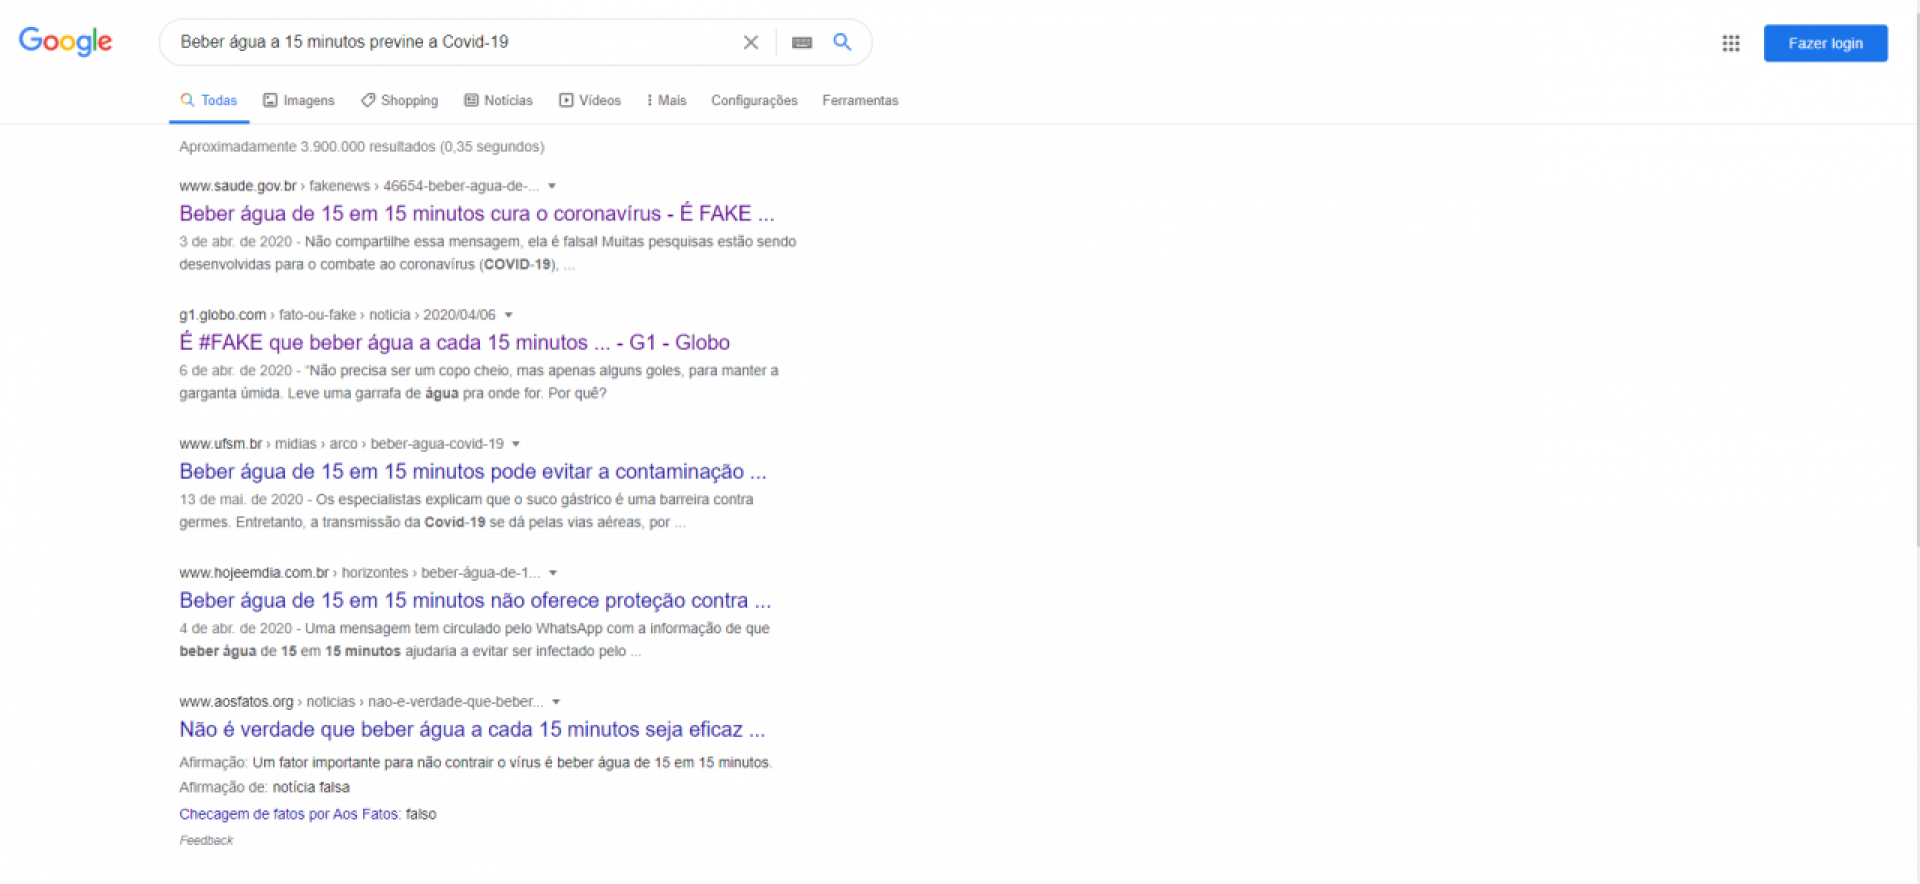 Google
Beber água a 15 minutos previne a Covid-19
Fazer login
Todas Imagens Shopping Notícias Vídeos Mais Configurações Ferramentas
Aproximadamente 3.900.000 resultados (0,35 segundos)
www.saude.gov.br › fakenews › 46654-beber-agua-de-...
Beber água de 15 em 15 minutos cura o coronavírus - É FAKE ...
3 de abr. de 2020 - Não compartilhe essa mensagem, ela é falsa! Muitas pesquisas estão sendo
desenvolvidas para o combate ao coronavírus (COVID-19), ...
g1.globo.com › fato-ou-fake › noticia › 2020/04/06
É #FAKE que beber água a cada 15 minutos ... - G1 - Globo
6 de abr. de 2020 - "Não precisa ser um copo cheio, mas apenas alguns goles, para manter a
garganta úmida. Leve uma garrafa de água pra onde for. Por quê?
www.ufsm.br › midias › arco › beber-agua-covid-19
Beber água de 15 em 15 minutos pode evitar a contaminação ...
13 de mai. de 2020 - Os especialistas explicam que o suco gástrico é uma barreira contra
germes. Entretanto, a transmissão da Covid-19 se dá pelas vias aéreas, por ...
www.hojeemdia.com.br › horizontes › beber-água-de-1...
Beber água de 15 em 15 minutos não oferece proteção contra ...
4 de abr. de 2020 - Uma mensagem tem circulado pelo WhatsApp com a informação de que
beber água de 15 em 15 minutos ajudaria a evitar ser infectado pelo ...
www.aosfatos.org › noticias › nao-e-verdade-que-beber...
Não é verdade que beber água a cada 15 minutos seja eficaz ...
Afirmação: Um fator importante para não contrair o vírus é beber água de 15 em 15 minutos.
Afirmação de: notícia falsa
Checagem de fatos por Aos Fatos: falso
Feedback